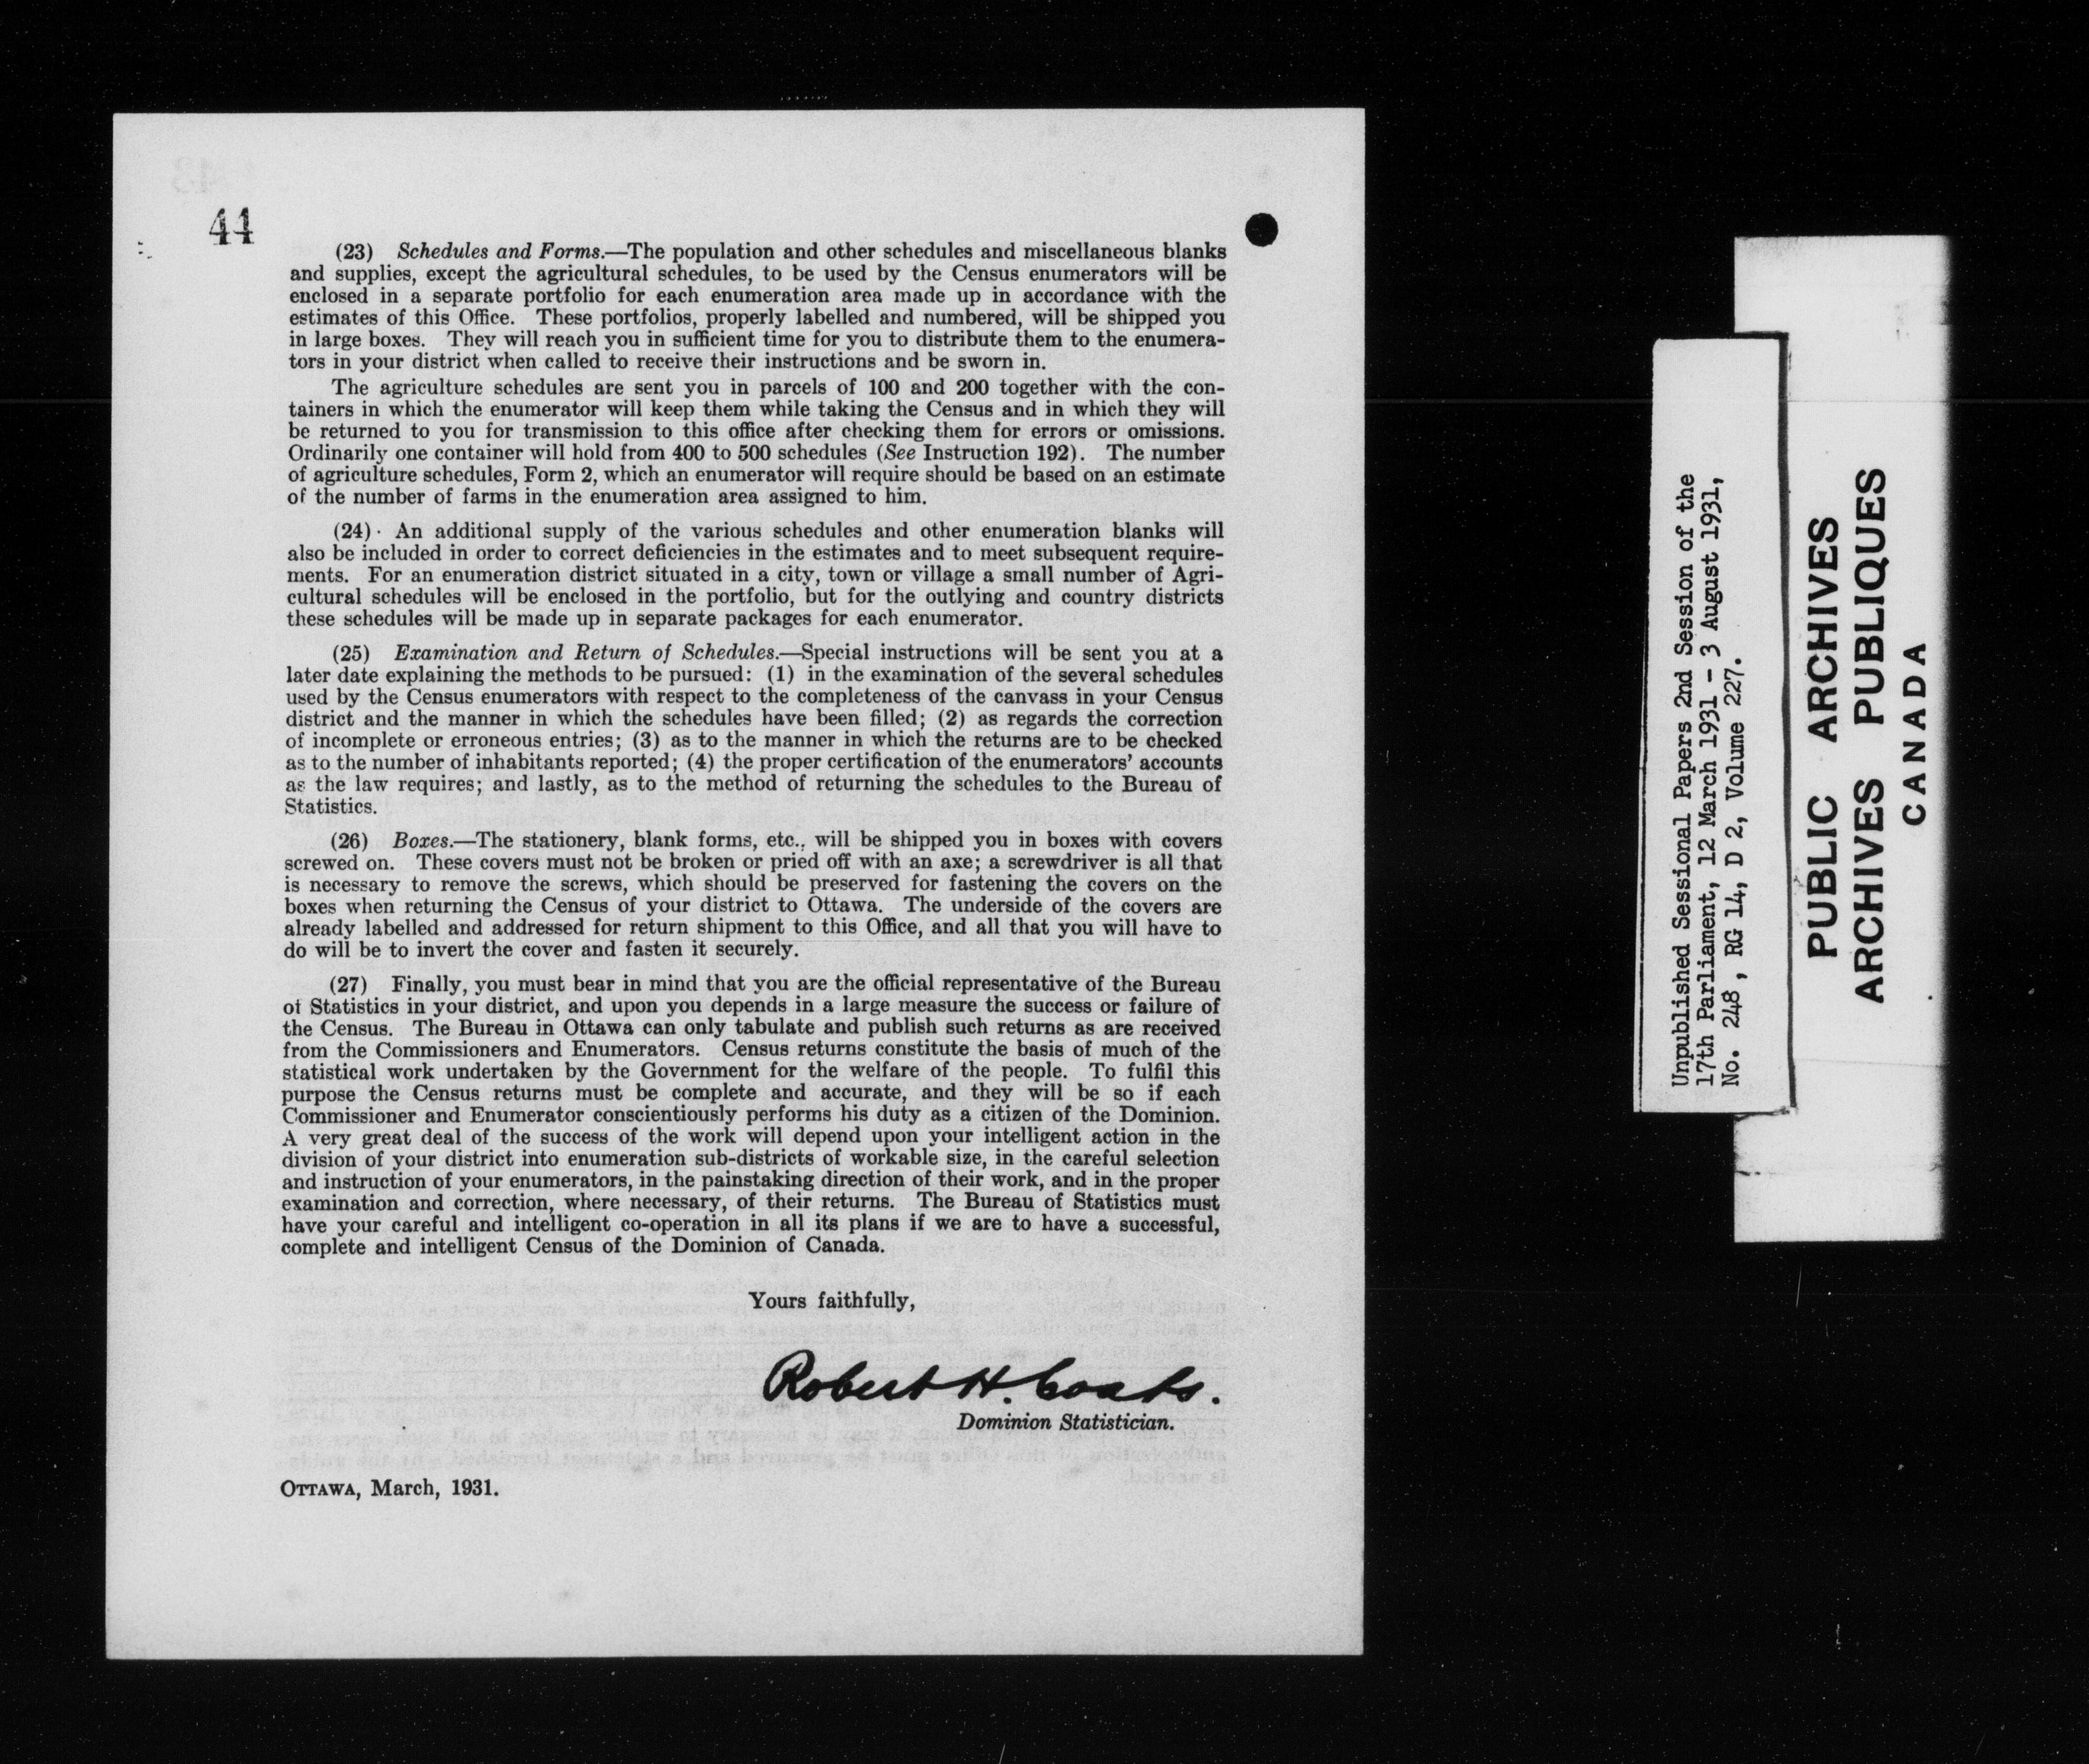 44
(23) Schedules and Forms.—The population and other schedules and miscellaneous blanks
and supplies, except the agricultural schedules, to be used by the Census enumerators will be
enclosed in a separate portfolio for each enumeration area made up in accordance with the
estimates of this Office. These portfolios, properly labelled and numbered, will be shipped you
in large boxes. They will reach you in sufficient time for you to distribute them to the enumera-
tors in your district when called to receive their instructions and be sworn in.
The agriculture schedules are sent you in parcels of 100 and 200 together with the con-
tainers in which the enumerator will keep them while taking the Census and in which they will
be returned to you for transmission to this office after checking them for errors or omissions.
Ordinarily one container will hold from 400 to 500 schedules (See Instruction 192). The number
of agriculture schedules, Form 2, which an enumerator will require should be based on an estimate
of the number of farms in the enumeration area assigned to him.
(24) · An additional supply of the various schedules and other enumeration blanks will
also be included in order to correct deficiencies in the estimates and to meet subsequent require-
ments. For an enumeration district situated in a city, town or village a small number of Agri-
cultural schedules will be enclosed in the portfolio, but for the outlying and country districts
these schedules will be made up in separate packages for each enumerator.
(25) Examination and Return of Schedules.—Special instructions will be sent you at a
later date explaining the methods to be pursued: (1) in the examination of the several schedules
used by the Census enumerators with respect to the completeness of the canvass in your Census
district and the manner in which the schedules have been filled; (2) as regards the correction
of incomplete or erroneous entries; (3) as to the manner in which the returns are to be checked
as to the number of inhabitants reported; (4) the proper certification of the enumerators' accounts
as the law requires; and lastly, as to the method of returning the schedules to the Bureau of
Statistics.
(26) Boxes.—The stationery, blank forms, etc., will be shipped you in boxes with covers
screwed on. These covers must not be broken or pried off with an axe; a screwdriver is all that
is necessary to remove the screws, which should be preserved for fastening the covers on the
boxes when returning the Census of your district to Ottawa. The underside of the covers are
already labelled and addressed for return shipment to this Office, and all that you will have to
do will be to invert the cover and fasten it securely.
(27) Finally, you must bear in mind that you are the official representative of the Bureau
of Statistics in your district, and upon you depends in a large measure the success or failure of
the Census. The Bureau in Ottawa can only tabulate and publish such returns as are received
from the Commissioners and Enumerators. Census returns constitute the basis of much of the
statistical work undertaken by the Government for the welfare of the people. To fulfil this
purpose the Census returns must be complete and accurate, and they will be so if each
Commissioner and Enumerator conscientiously performs his duty as a citizen of the Dominion.
A very great deal of the success of the work will depend upon your intelligent action in the
division of your district into enumeration sub-districts of workable size, in the careful selection
and instruction of your enumerators, in the painstaking direction of their work, and in the proper
examination and correction, where necessary, of their returns. The Bureau of Statistics must
have your careful and intelligent co-operation in all its plans if we are to have a successful,
complete and intelligent Census of the Dominion of Canada.
Yours faithfully,
Robert H. Coats.
Dominion Statistician.
OTTAWA, March, 1931.
Unpublished Sessional Papers 2nd Session of the
17th Parliament, 12 March 1931 - 3 August 1931,
No. 248, RG 14, D 2, Volume 227.
PUBLIC ARCHIVES
ARCHIVES PUBLIQUES
CANADA